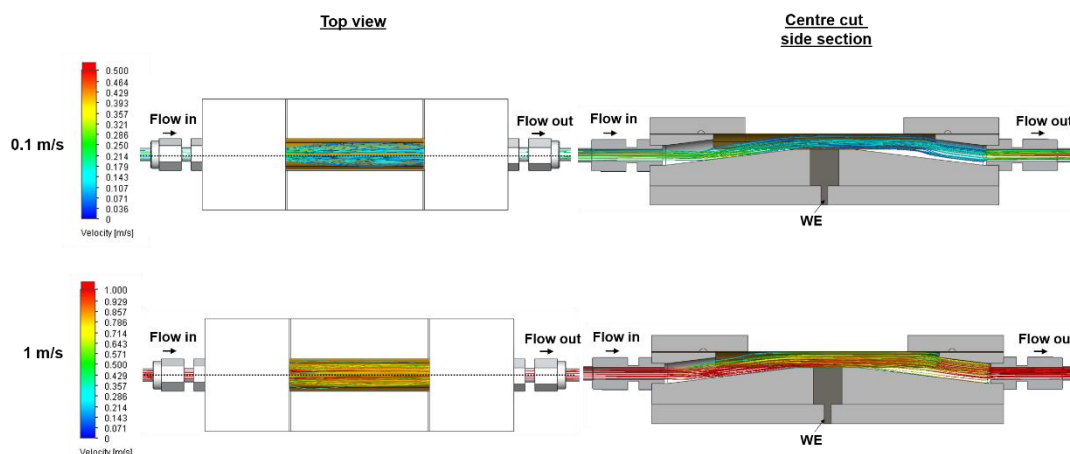 Top view
Centre cut
side section
0.1 m/s
0.500
0.464
0.429
0.393
0.357
0.321
0.286
0.250
0.214
0.179
0.143
0.107
0.071
0.036
0
Velocity [m/s]
Flow in
Flow out
Flow in
Flow out
WE
1 m/s
1.000
0.929
0.857
0.786
0.714
0.643
0.571
0.500
0.429
0.357
0.286
0.214
0.143
0.071
0
Velocity [m/s]
Flow in
Flow out
Flow in
Flow out
WE